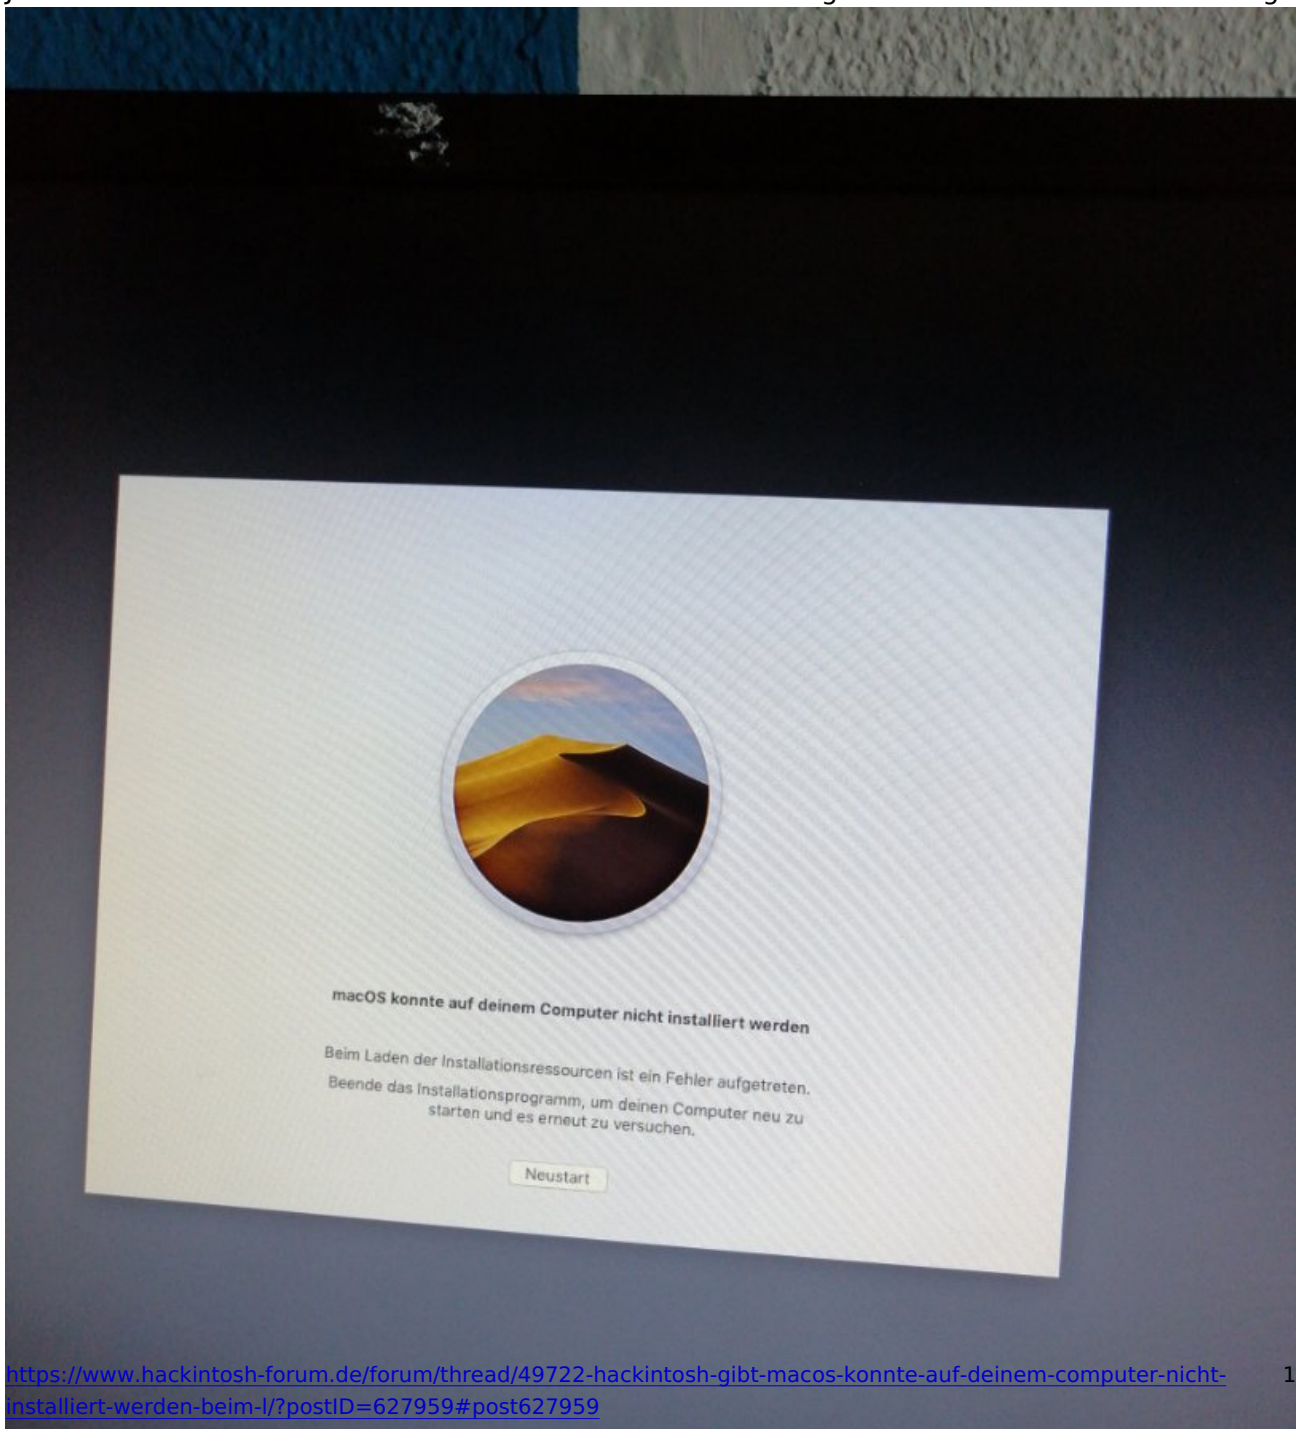 macOS konnte auf deinem Computer nicht installiert werden
Beim Laden der Installationsressourcen ist ein Fehler aufgetreten.
Beende das Installationsprogramm, um deinen Computer neu zu
starten und es erneut zu versuchen.
Neustart
https://www.hackintosh-forum.de/forum/thread/49722-hackintosh-gibt-macos-konnte-auf-deinem-computer-nicht- 1
installiert-werden-beim-l/?postID=627959#post627959